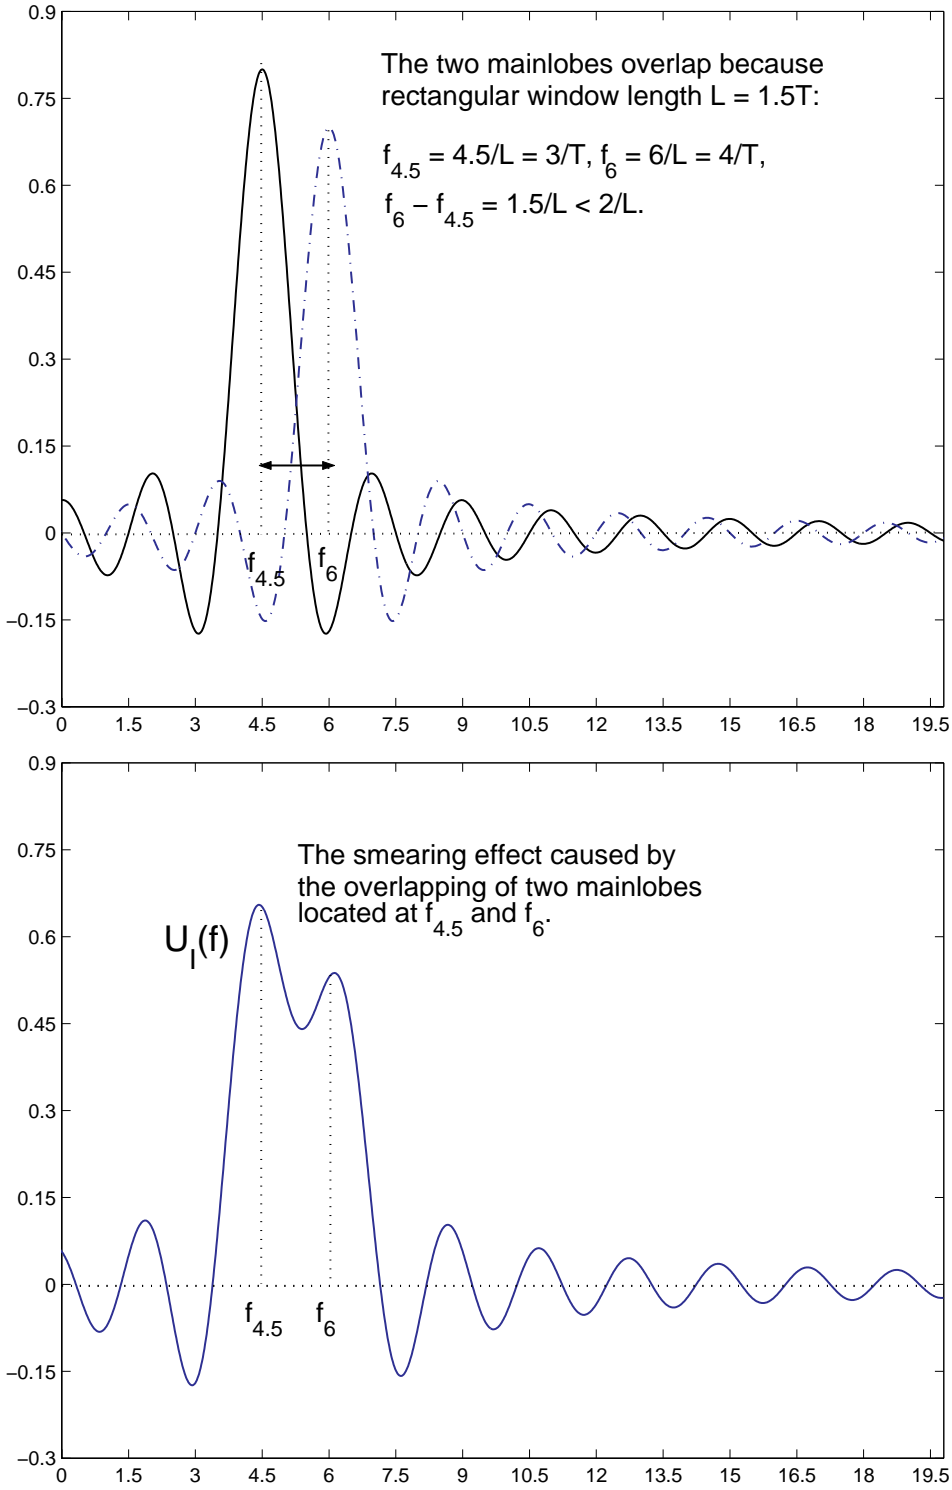 0.9
The two mainlobes overlap because
0.75
rectangular window length L = 1.5T:
f4.5 = 4.5/L = 3/T, f6 = 6/L = 4/T,
0.6
f6 − f4.5 = 1.5/L < 2/L.
0.45
0.3
0.15
0
f4.5 f6
−0.15
−0.3
0 1.5 3 4.5 6 7.5 9 10.5 12 13.5 15 16.5 18 19.5
0.9
0.75
The smearing effect caused by
the overlapping of two mainlobes
located at f4.5 and f6.
0.6
Ul(f)
0.45
0.3
0.15
0
f4.5 f6
−0.15
−0.3
0 1.5 3 4.5 6 7.5 9 10.5 12 13.5 15 16.5 18 19.5